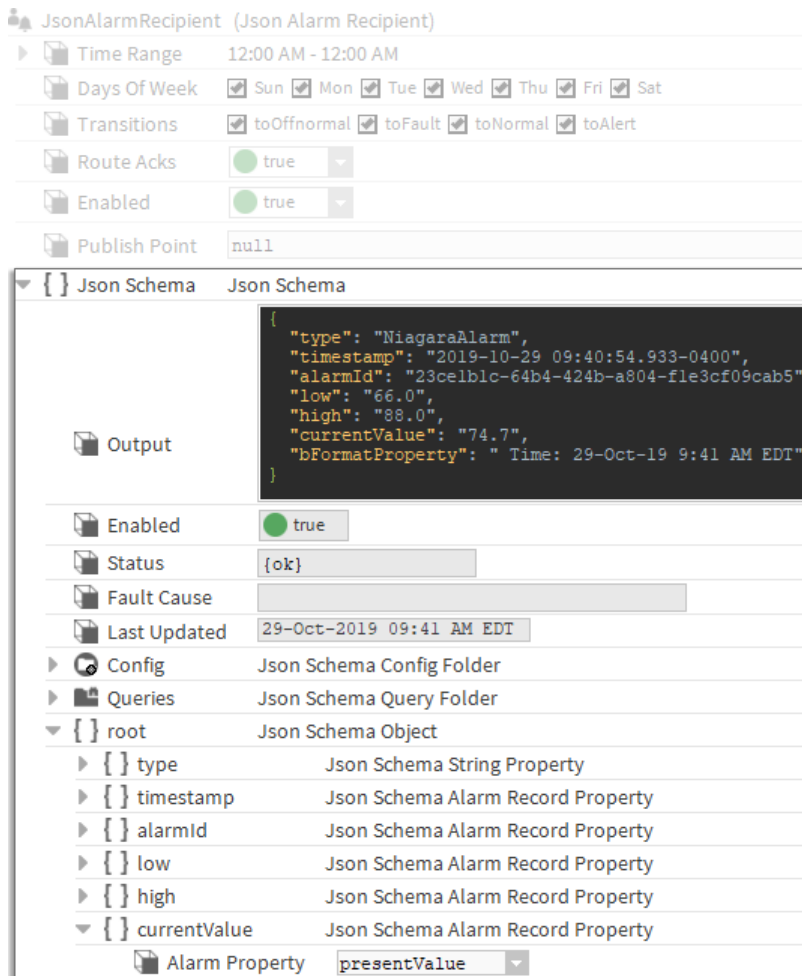 JsonAlarmRecipient (Json Alarm Recipient)
Time Range 12:00 AM - 12:00 AM
Days Of Week Sun Mon Tue Wed Thu Fri Sat
Transitions toOffnormal toFault toNormal toAlert
Route Acks true
Enabled true
Publish Point null
{ } Json Schema Json Schema
{
"type": "NiagaraAlarm",
"timestamp": "2019-10-29 09:40:54.933-0400",
"alarmId": "23ce1b1c-64b4-424b-a804-f1e3cf09cab5"
"low": "66.0",
"high": "88.0",
"currentValue": "74.7",
"bFormatProperty": " Time: 29-Oct-19 9:41 AM EDT"
}
Output
Enabled true
Status {ok}
Fault Cause
Last Updated 29-Oct-2019 09:41 AM EDT
Config Json Schema Config Folder
Queries Json Schema Query Folder
{ } root Json Schema Object
{ } type Json Schema String Property
{ } timestamp Json Schema Alarm Record Property
{ } alarmId Json Schema Alarm Record Property
{ } low Json Schema Alarm Record Property
{ } high Json Schema Alarm Record Property
{ } currentValue Json Schema Alarm Record Property
Alarm Property presentValue